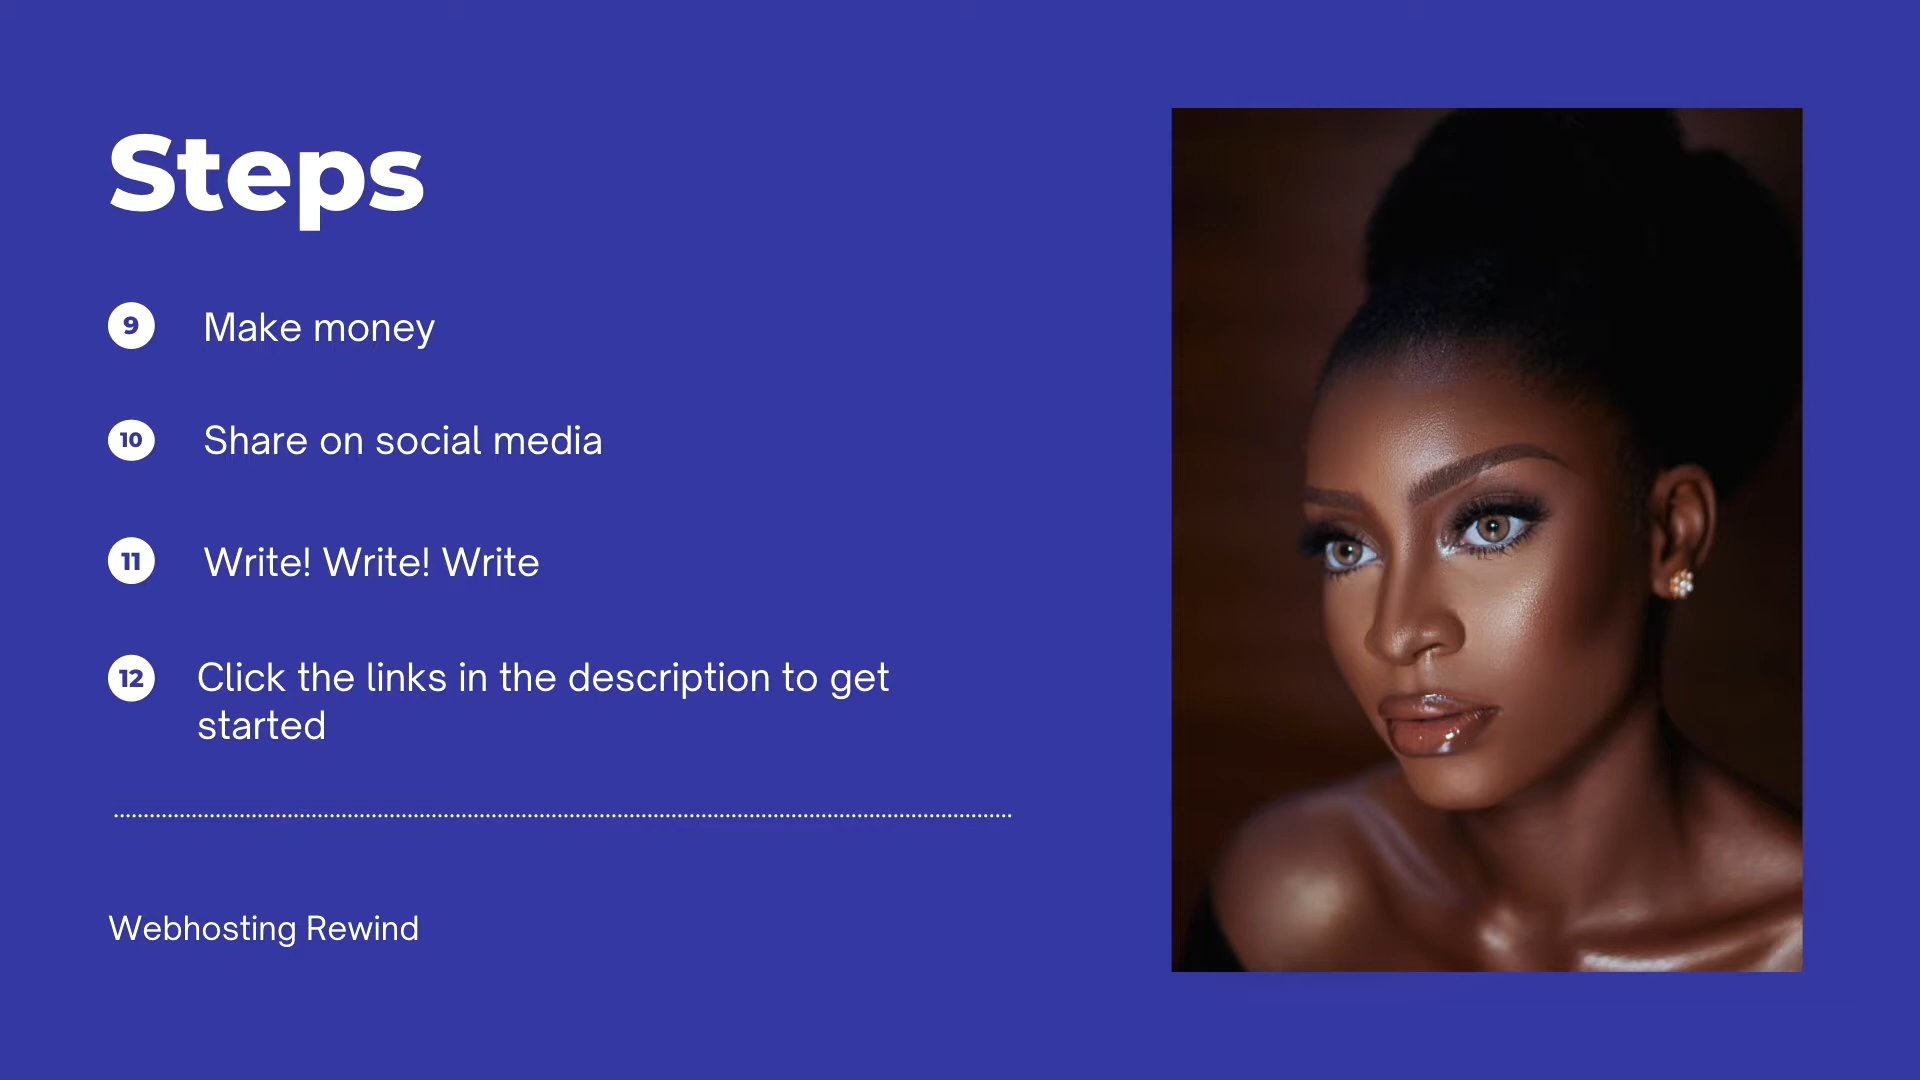 Steps
9 Make money
10 Share on social media
11 Write! Write! Write
12 Click the links in the description to get
started
Webhosting Rewind